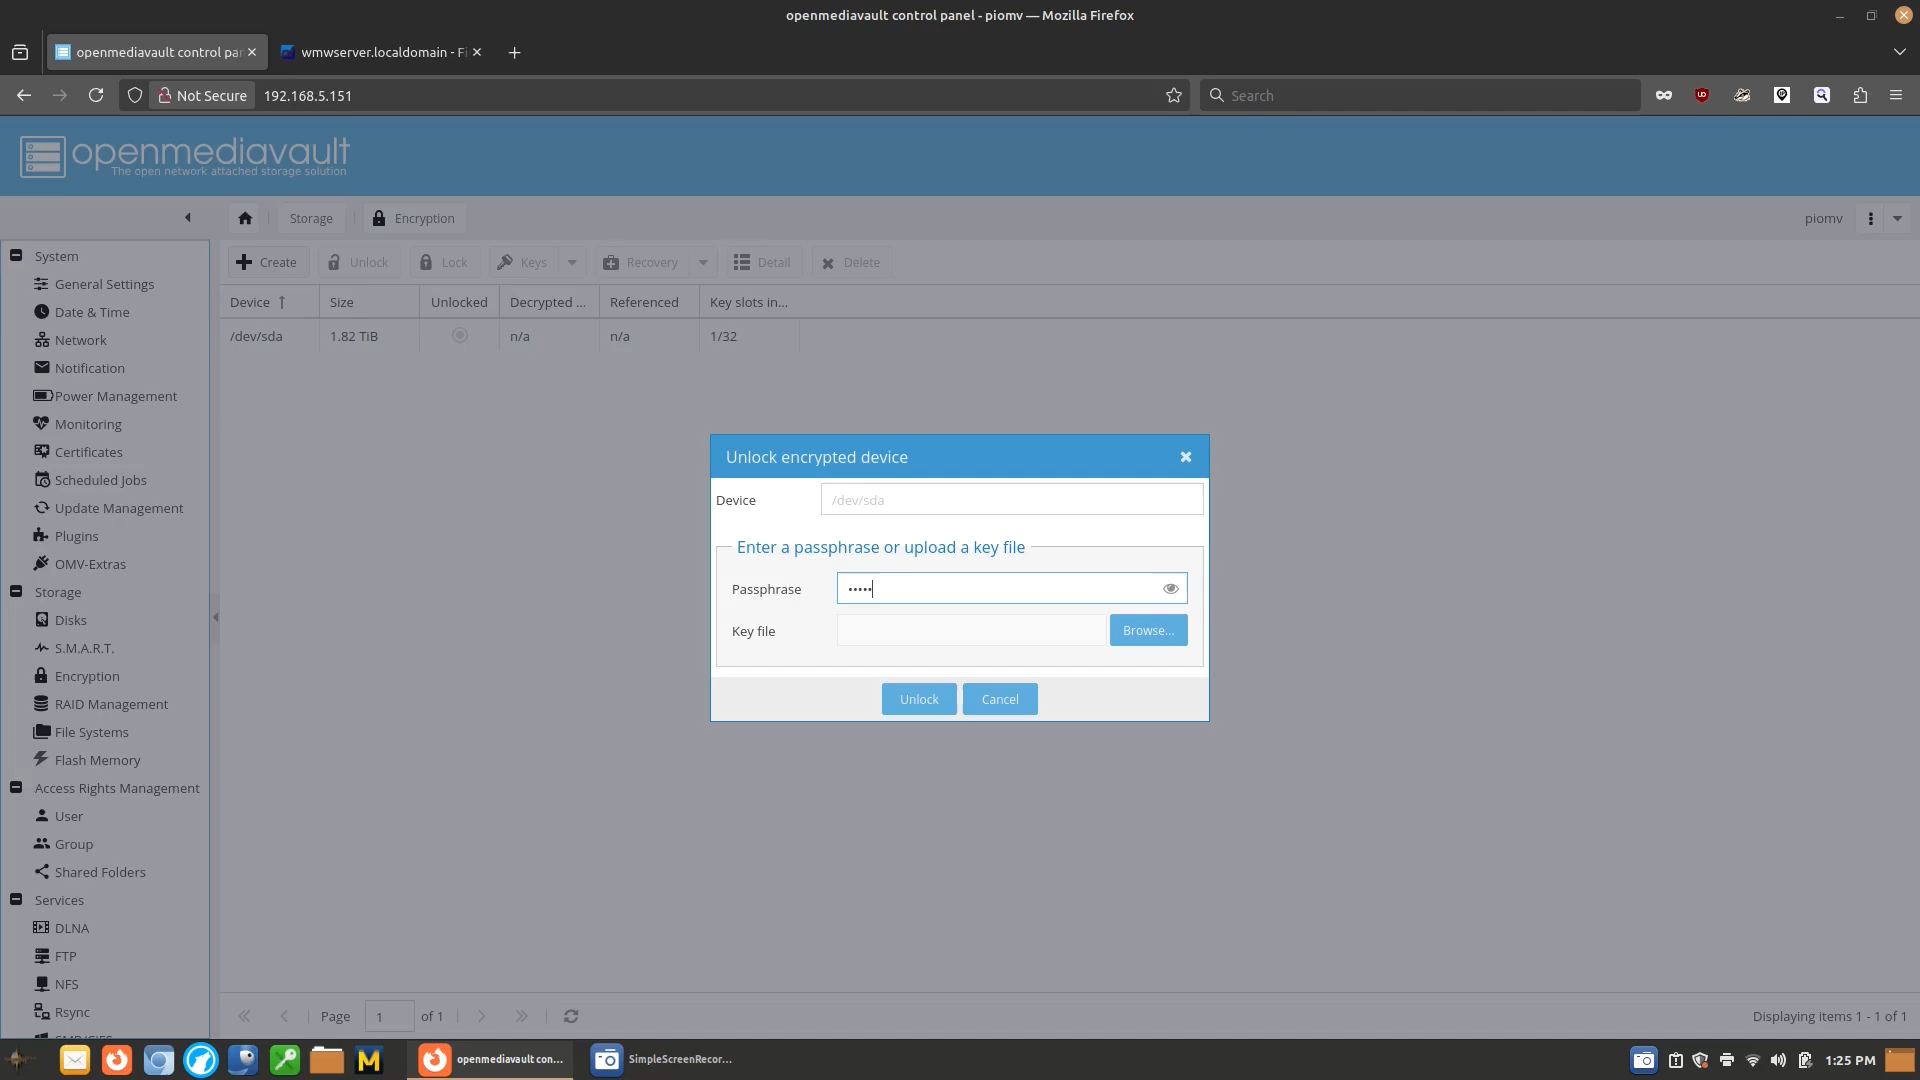 openmediavault control panel - piomv — Mozilla Firefox
openmediavault control pa
wmwserver.localdomain - Fi
Not Secure
192.168.5.151
Search
openmediavault
The open network attached storage solution
Storage
Encryption
piomv
System
General Settings
Date & Time
Network
Notification
Power Management
Monitoring
Certificates
Scheduled Jobs
Update Management
Plugins
OMV-Extras
Storage
Disks
S.M.A.R.T.
Encryption
RAID Management
File Systems
Flash Memory
Access Rights Management
User
Group
Shared Folders
Services
DLNA
FTP
NFS
Rsync
Create
Unlock
Lock
Keys
Recovery
Detail
Delete
Device
Size
Unlocked
Decrypted ...
Referenced
Key slots in...
/dev/sda
1.82 TiB
n/a
n/a
1/32
Unlock encrypted device
Device
/dev/sda
Enter a passphrase or upload a key file
Passphrase
•••••
Key file
Browse...
Unlock
Cancel
Page
1
of 1
Displaying items 1 - 1 of 1
openmediavault con...
SimpleScreenRecor...
1:25 PM